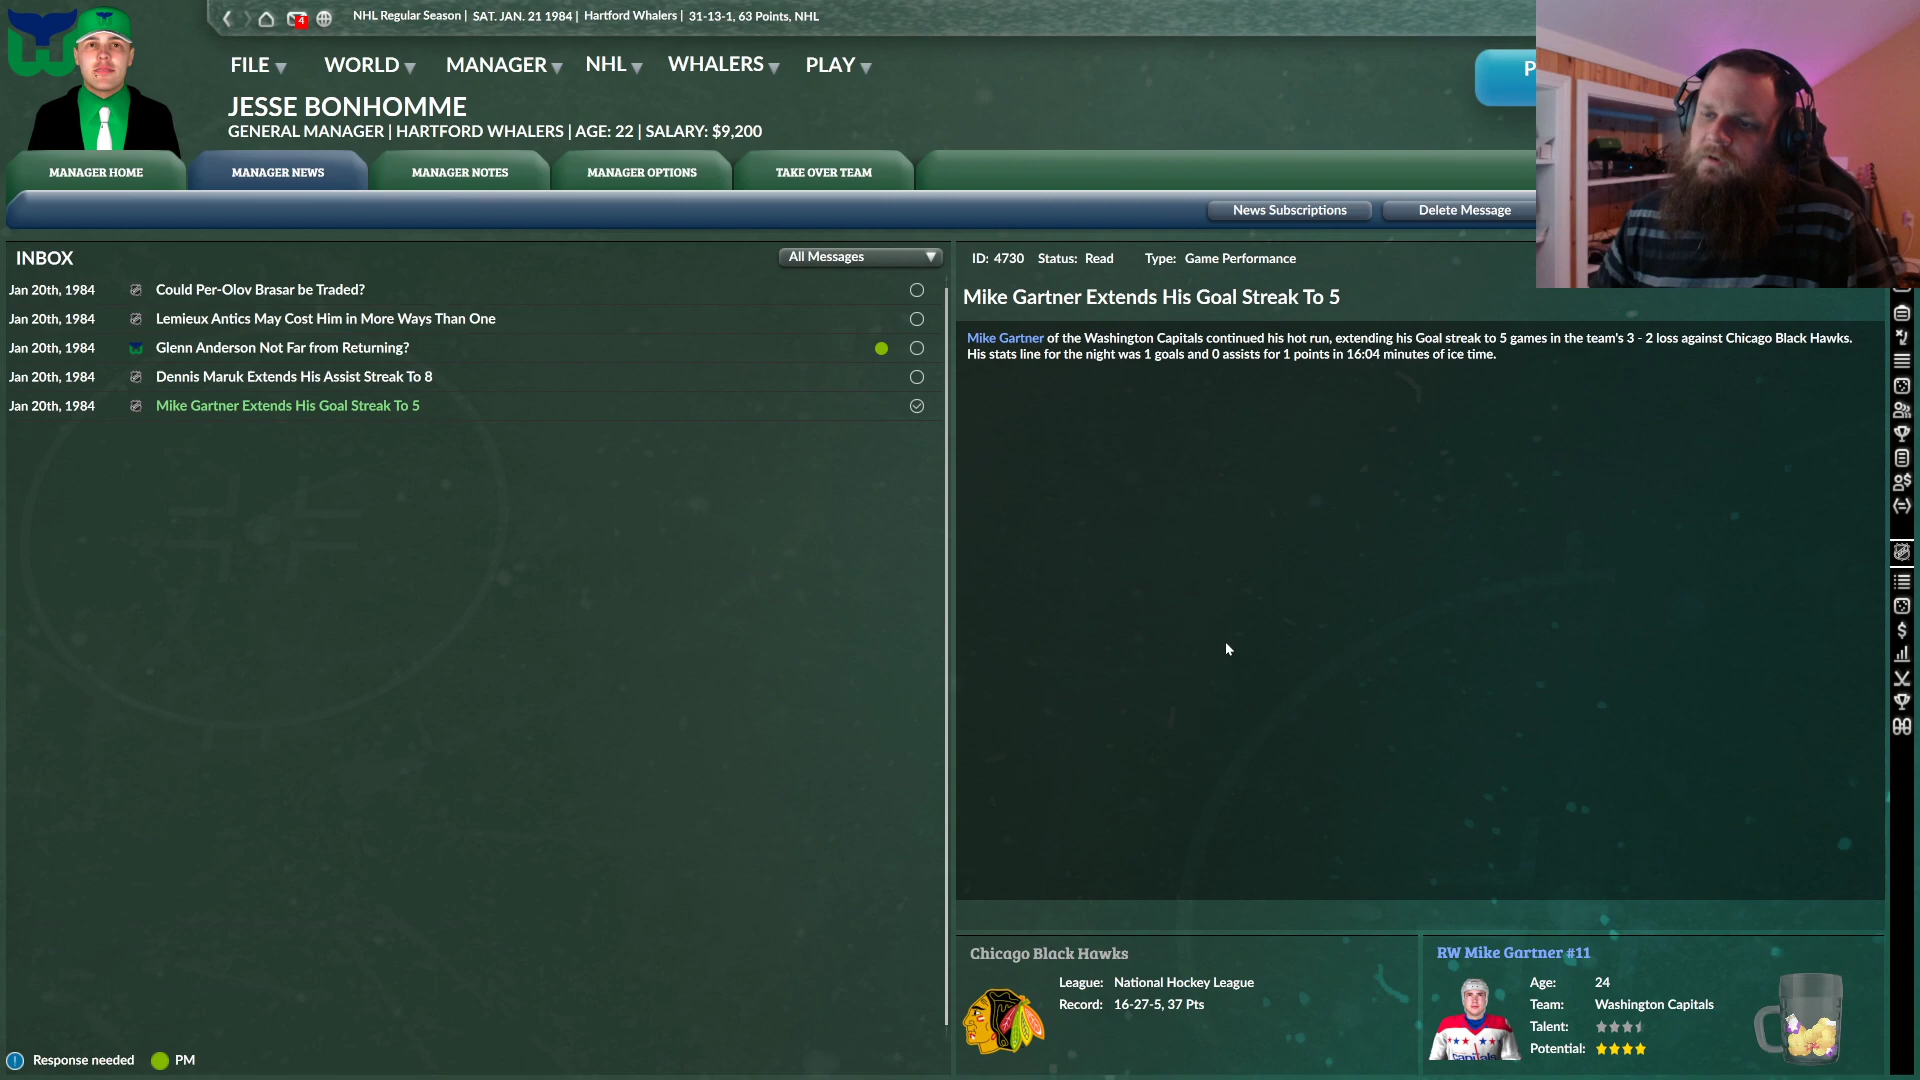 4
NHL Regular Season | SAT. JAN. 21 1984 | Hartford Whalers | 31-13-1, 63 Points, NHL
FILE WORLD MANAGER NHL WHALERS PLAY
P
JESSE BONHOMME
GENERAL MANAGER | HARTFORD WHALERS | AGE: 22 | SALARY: $9,200
MANAGER HOME MANAGER NEWS MANAGER NOTES MANAGER OPTIONS TAKE OVER TEAM
News Subscriptions Delete Message
INBOX All Messages
Jan 20th, 1984 Could Per-Olov Brasar be Traded?
Jan 20th, 1984 Lemieux Antics May Cost Him in More Ways Than One
Jan 20th, 1984 Glenn Anderson Not Far from Returning?
Jan 20th, 1984 Dennis Maruk Extends His Assist Streak To 8
Jan 20th, 1984 Mike Gartner Extends His Goal Streak To 5
ID: 4730 Status: Read Type: Game Performance
Mike Gartner Extends His Goal Streak To 5
Mike Gartner of the Washington Capitals continued his hot run, extending his Goal streak to 5 games in the team's 3 - 2 loss against Chicago Black Hawks.
His stats line for the night was 1 goals and 0 assists for 1 points in 16:04 minutes of ice time.
Chicago Black Hawks
League: National Hockey League
Record: 16-27-5, 37 Pts
RW Mike Gartner #11
Age: 24
Team: Washington Capitals
Talent:
Potential:
Response needed PM